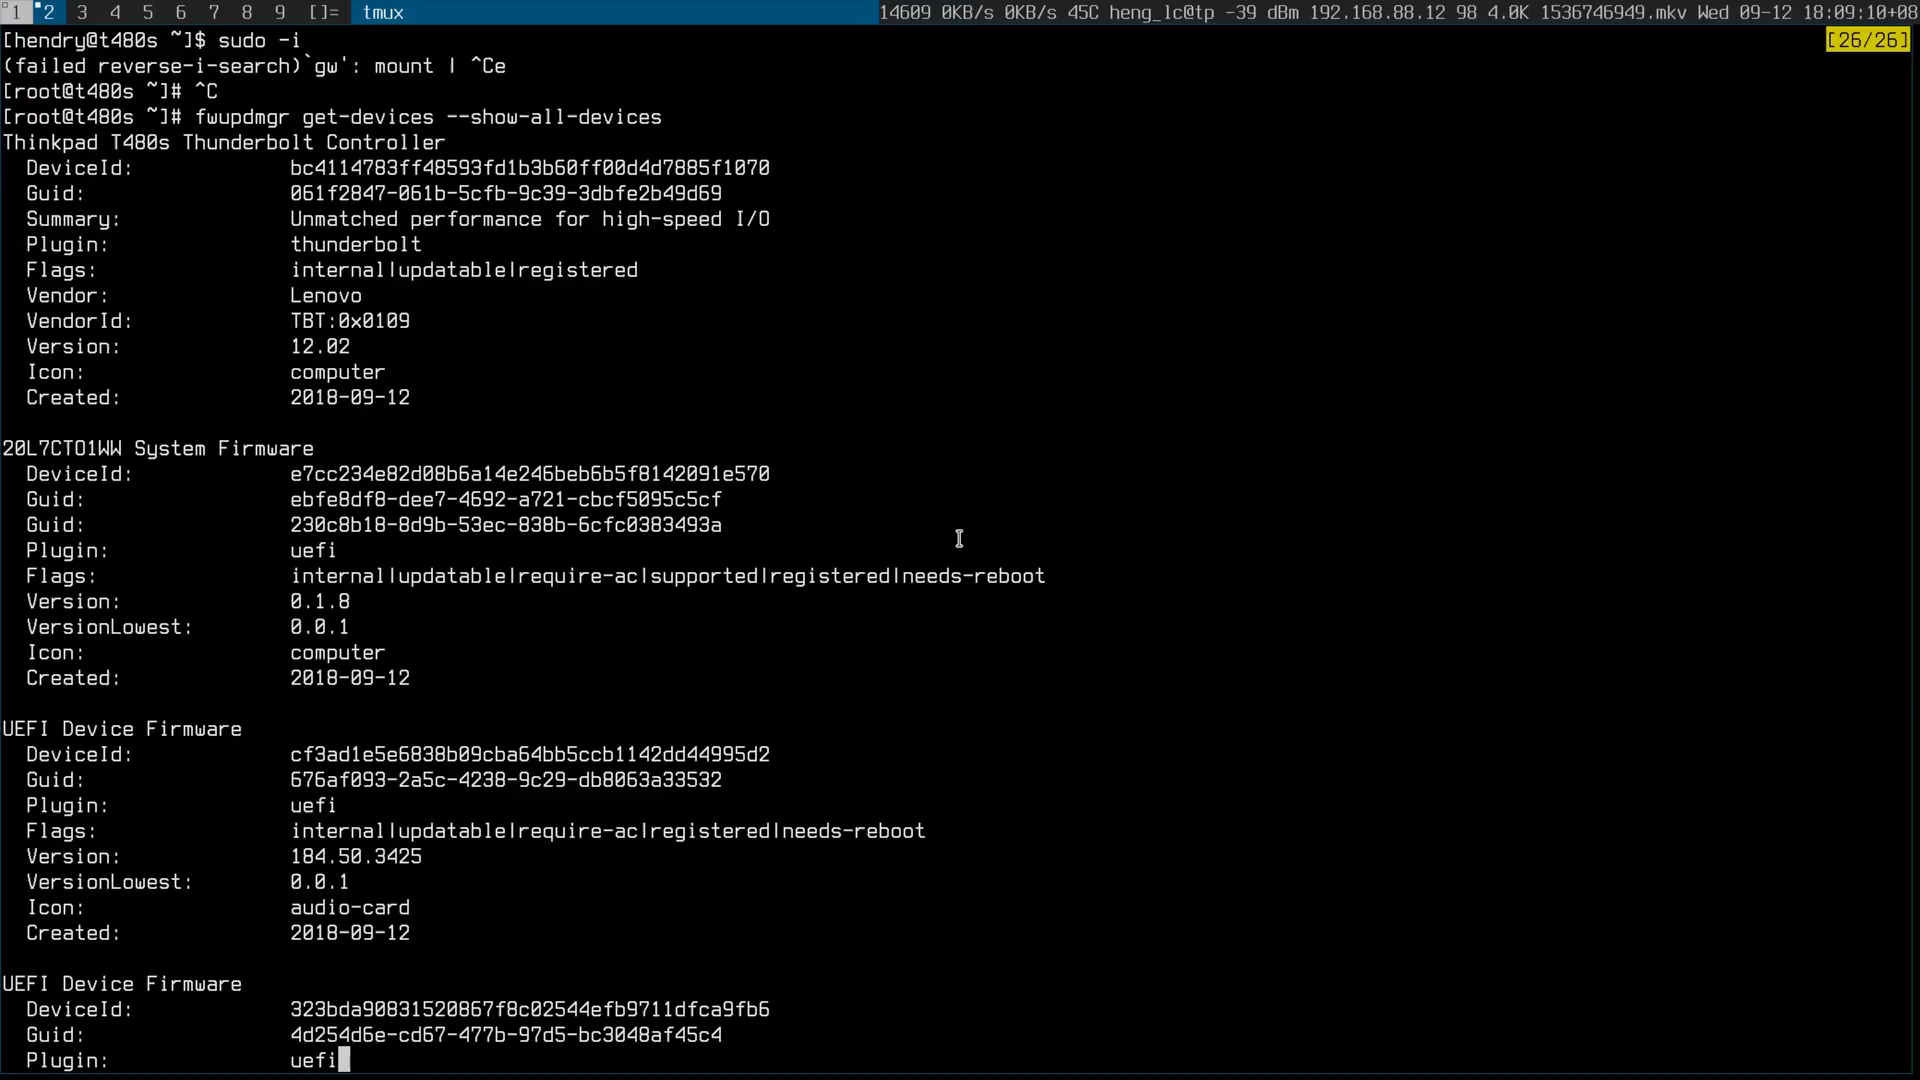 1 2 3 4 5 6 7 8 9 []= tmux 14609 0KB/s 0KB/s 45C heng_lc@tp -39 dBm 192.168.88.12 98 4.0K 1536746949.mkv Wed 09-12 18:09:10+08
[hendry@t480s ~]$ sudo -i [26/26]
(failed reverse-i-search)`gw': mount | ^Ce
[root@t480s ~]# ^C
[root@t480s ~]# fwupdmgr get-devices --show-all-devices
Thinkpad T480s Thunderbolt Controller
DeviceId: bc4114783ff48593fd1b3b60ff00d4d7885f1070
Guid: 061f2847-061b-5cfb-9c39-3dbfe2b49d69
Summary: Unmatched performance for high-speed I/O
Plugin: thunderbolt
Flags: internal|updatable|registered
Vendor: Lenovo
VendorId: TBT:0x0109
Version: 12.02
Icon: computer
Created: 2018-09-12
20L7CTO1WW System Firmware
DeviceId: e7cc234e82d08b6a14e246beb6b5f8142091e570
Guid: ebfe8df8-dee7-4692-a721-cbcf5095c5cf
Guid: 230c8b18-8d9b-53ec-838b-6cfc0383493a
Plugin: uefi
Flags: internal|updatable|require-ac|supported|registered|needs-reboot
Version: 0.1.8
VersionLowest: 0.0.1
Icon: computer
Created: 2018-09-12
UEFI Device Firmware
DeviceId: cf3ad1e5e6838b09cba64bb5ccb1142dd44995d2
Guid: 676af093-2a5c-4238-9c29-db8063a33532
Plugin: uefi
Flags: internal|updatable|require-ac|registered|needs-reboot
Version: 184.50.3425
VersionLowest: 0.0.1
Icon: audio-card
Created: 2018-09-12
UEFI Device Firmware
DeviceId: 323bda90831520867f8c02544efb9711dfca9fb6
Guid: 4d254d6e-cd67-477b-97d5-bc3048af45c4
Plugin: uefi